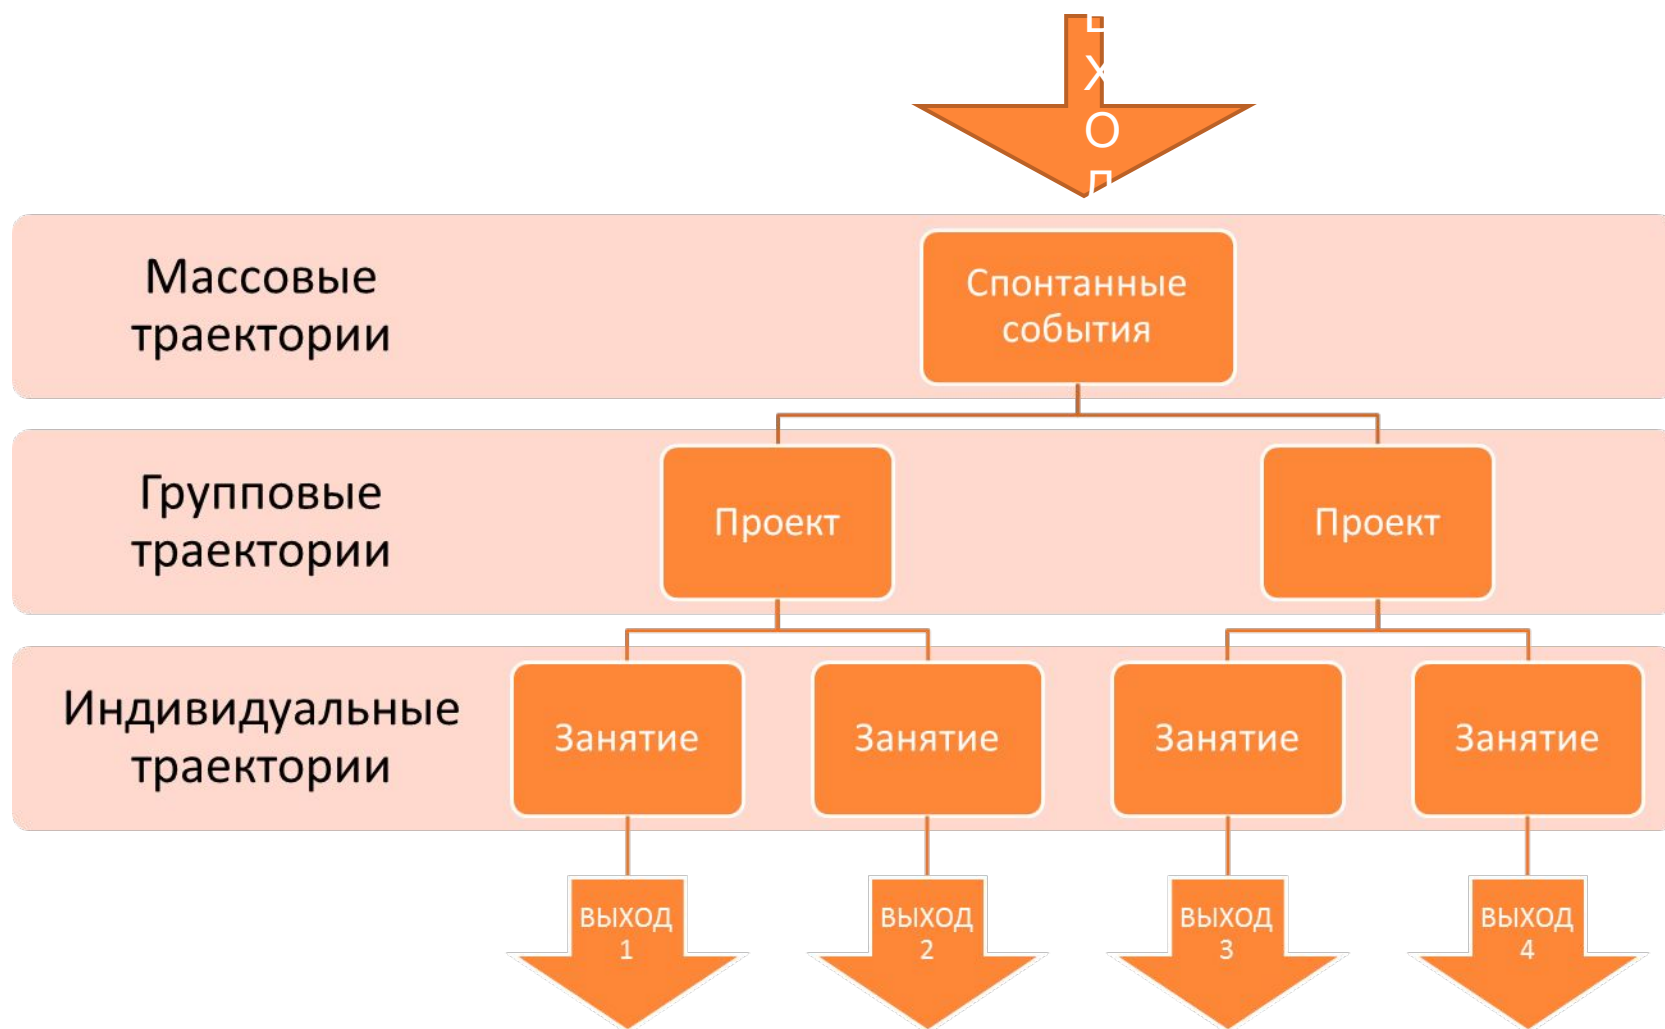 Х
О
Массовые
траектории
Спонтанные
события
Групповые
траектории
Проект
Проект
Индивидуальные
траектории
Занятие
Занятие
Занятие
Занятие
ВЫХОД
1
ВЫХОД
2
ВЫХОД
3
ВЫХОД
4